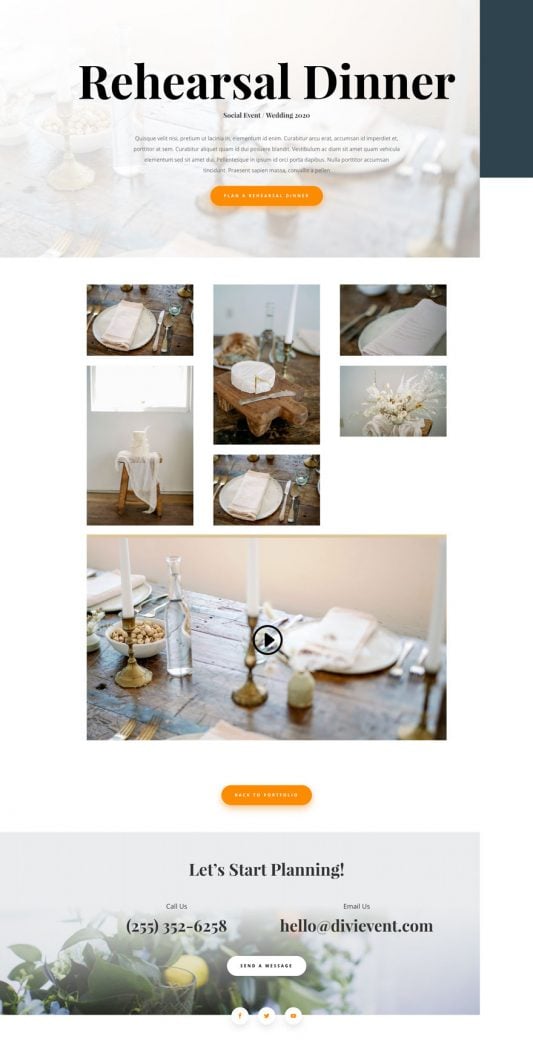 Rehearsal Dinner
Social Event / Wedding 2020
Quisque velit nisi, pretium ut lacinia in, elementum id enim. Curabitur arcu erat, accumsan id imperdiet et,
porttitor at sem. Curabitur aliquet quam id dui posuere blandit. Vestibulum ac diam sit amet quam vehicula
elementum sed sit amet dui. Pellentesque in ipsum id orci porta dapibus. Nulla porttitor accumsan
tincidunt. Praesent sapien massa, convallis a pellen
PLAN A REHEARSAL DINNER
BACK TO PORTFOLIO
Let's Start Planning!
Call Us
(255) 352-6258
Email Us
hello@divievent.com
SEND A MESSAGE